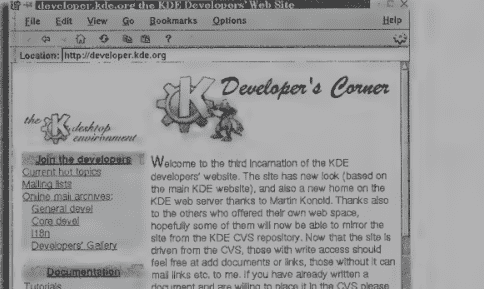 developer.kde.org the KDE Developers' Web Site
File Edit View Go Bookmarks Options Help
Location: http://developer.kde.org
Developer's Corner
the K desktop environment
Join the developers
Current hot topics
Mailing lists
Online mail archives:
General devel
Core devel
I18n
Developers' Gallery
Documentation
Tutorials
Welcome to the third incarnation of the KDE
developers' website. The site has new look (based on
the main KDE website), and also a new home on the
KDE web server thanks to Martin Konold. Thanks also
to the others who offered their own web space,
hopefully some of them will now be able to mirror the
site from the KDE CVS repository. Now that the site is
driven from the CVS, those with write access should
feel free at add documents or links, those without it can
mail links etc. to me. If you have already written a
document and are willing to place it in the CVS please